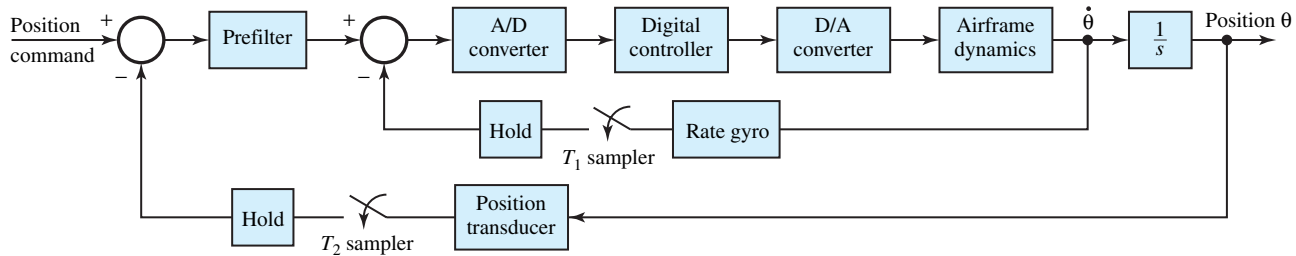 Position
command
+
−
Prefilter
+
−
A/D
converter
Digital
controller
D/A
converter
Airframe
dynamics
θ̇
1
s
Position θ
Hold
T1 sampler
Rate gyro
Hold
T2 sampler
Position
transducer